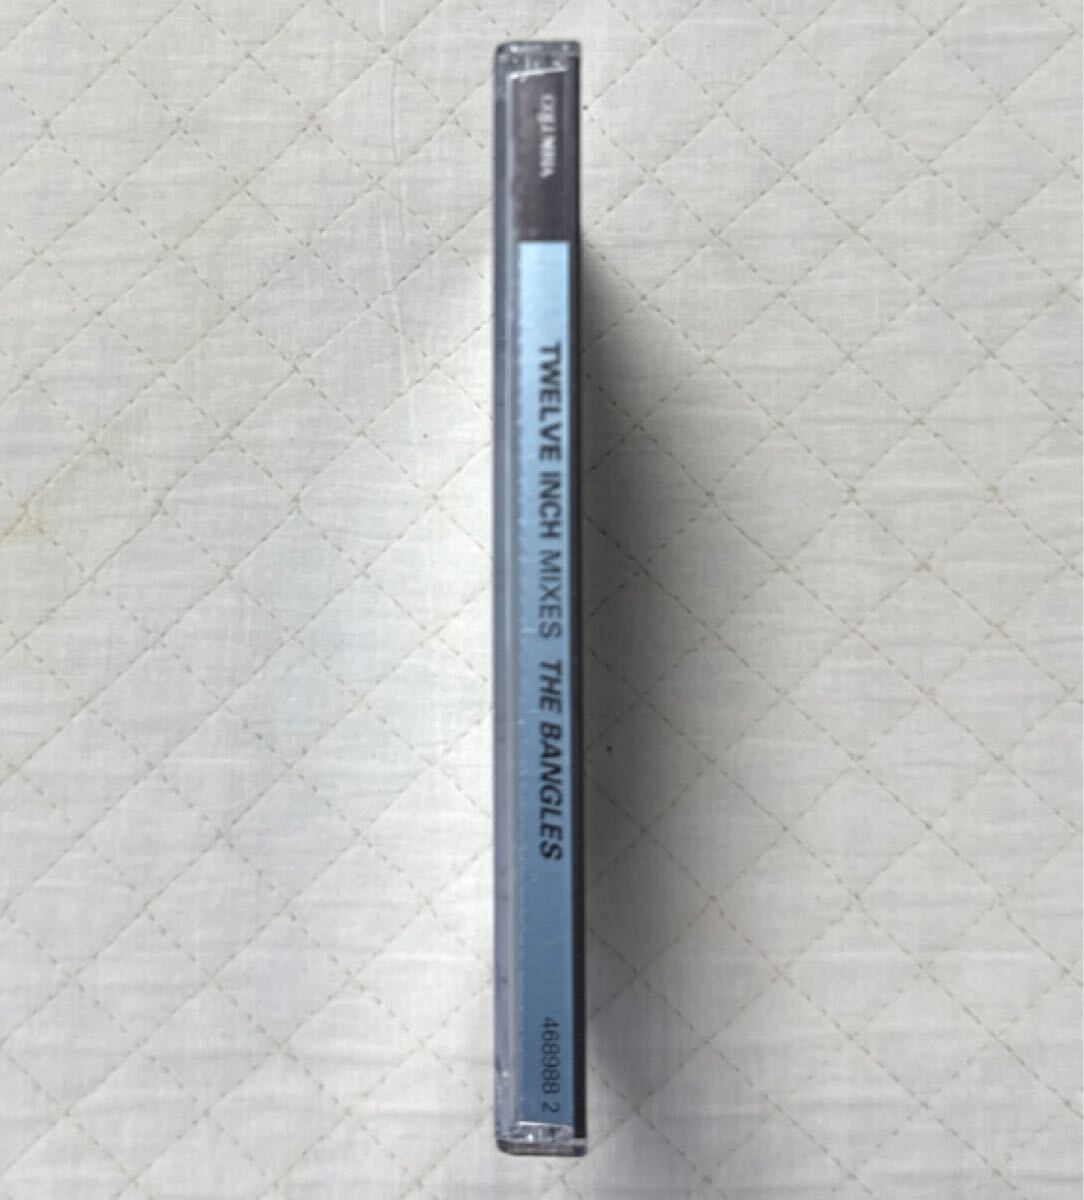 COLUMBIA
TWELVE INCH MIXES THE BANGLES
468988 2